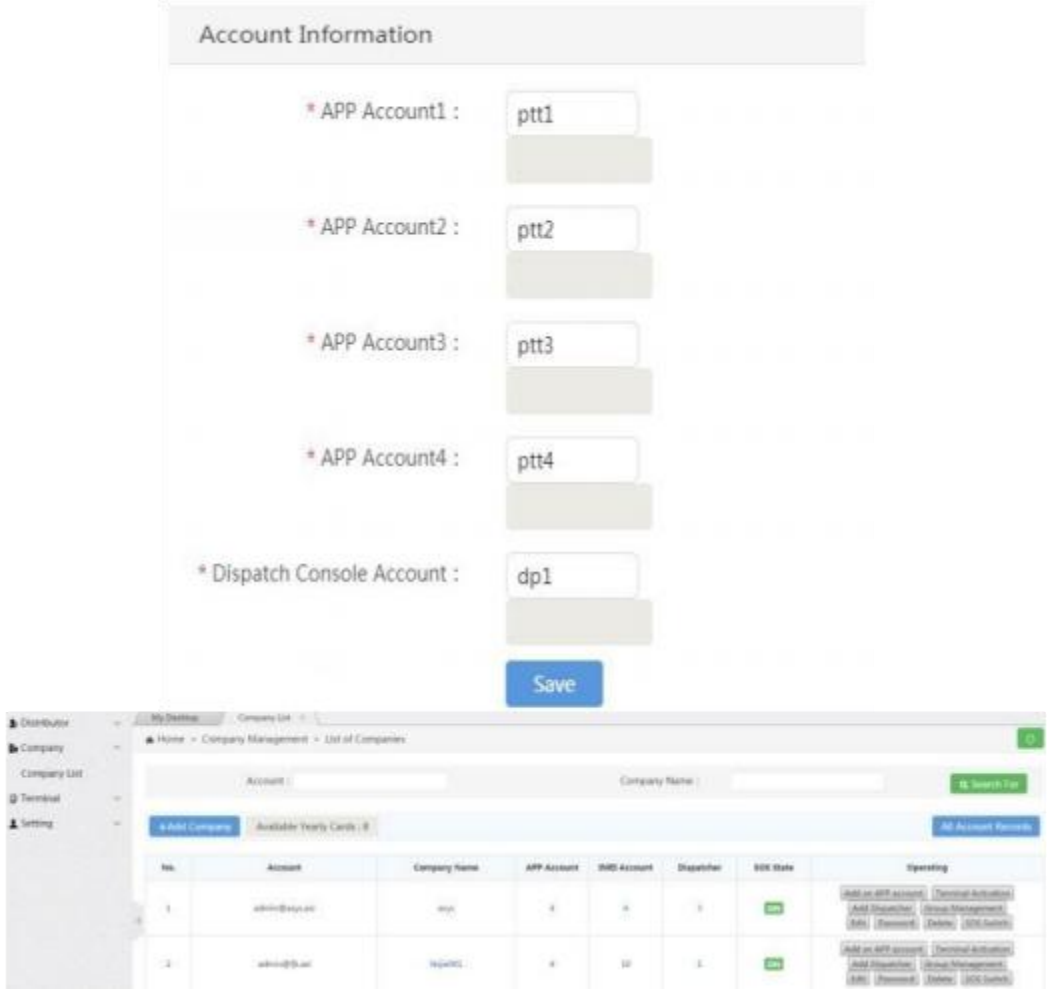 Account Information
* APP Account1 : ptt1
* APP Account2 : ptt2
* APP Account3 : ptt3
* APP Account4 : ptt4
* Dispatch Console Account : dp1
Save
Distributor
My Desktop Company List
Company
Home > Company Management > List of Companies
Company List
Account : Company Name : Search For
Terminal
Setting
+Add Company Available Yearly Cards : All Account Records
No. Account Company Name APP Account Account Dispatcher SOS State Operating
1 4 ON Add an APP account Terminal Activation
Add Dispatcher Group Management
Edit Password Delete SOS Switch
2 10 ON Add an APP account Terminal Activation
Add Dispatcher Group Management
Edit Password Delete SOS Switch